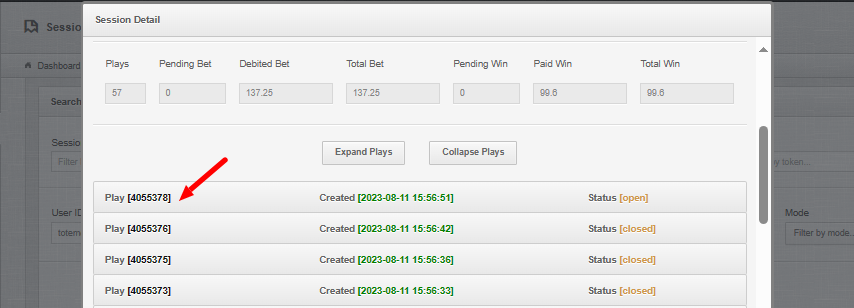 Session Detail
Sessio
Dashboard
Plays Pending Bet Debited Bet Total Bet Pending Win Paid Win Total Win
57 0 137.25 137.25 0 99.6 99.6
Search
Sessio
Filter
by token...
Expand Plays Collapse Plays
Play [4055378] Created [2023-08-11 15:56:51] Status [open]
User ID
Mode
Play [4055376] Created [2023-08-11 15:56:42] Status [closed]
totem
Filter by mode...
Play [4055375] Created [2023-08-11 15:56:36] Status [closed]
Play [4055373] Created [2023-08-11 15:56:33] Status [closed]